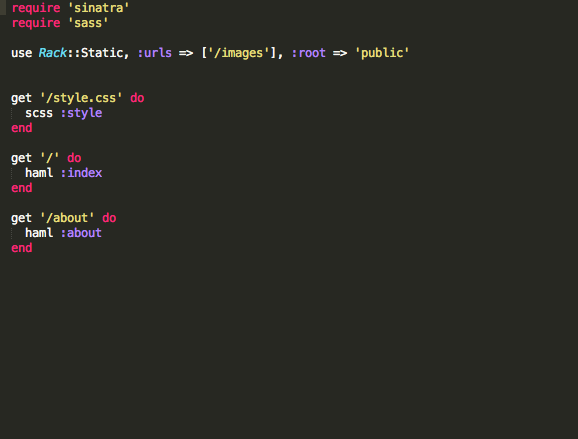 require 'sinatra'
require 'sass'
use Rack::Static, :urls => ['/images'], :root => 'public'
get '/style.css' do
scss :style
end
get '/' do
haml :index
end
get '/about' do
haml :about
end